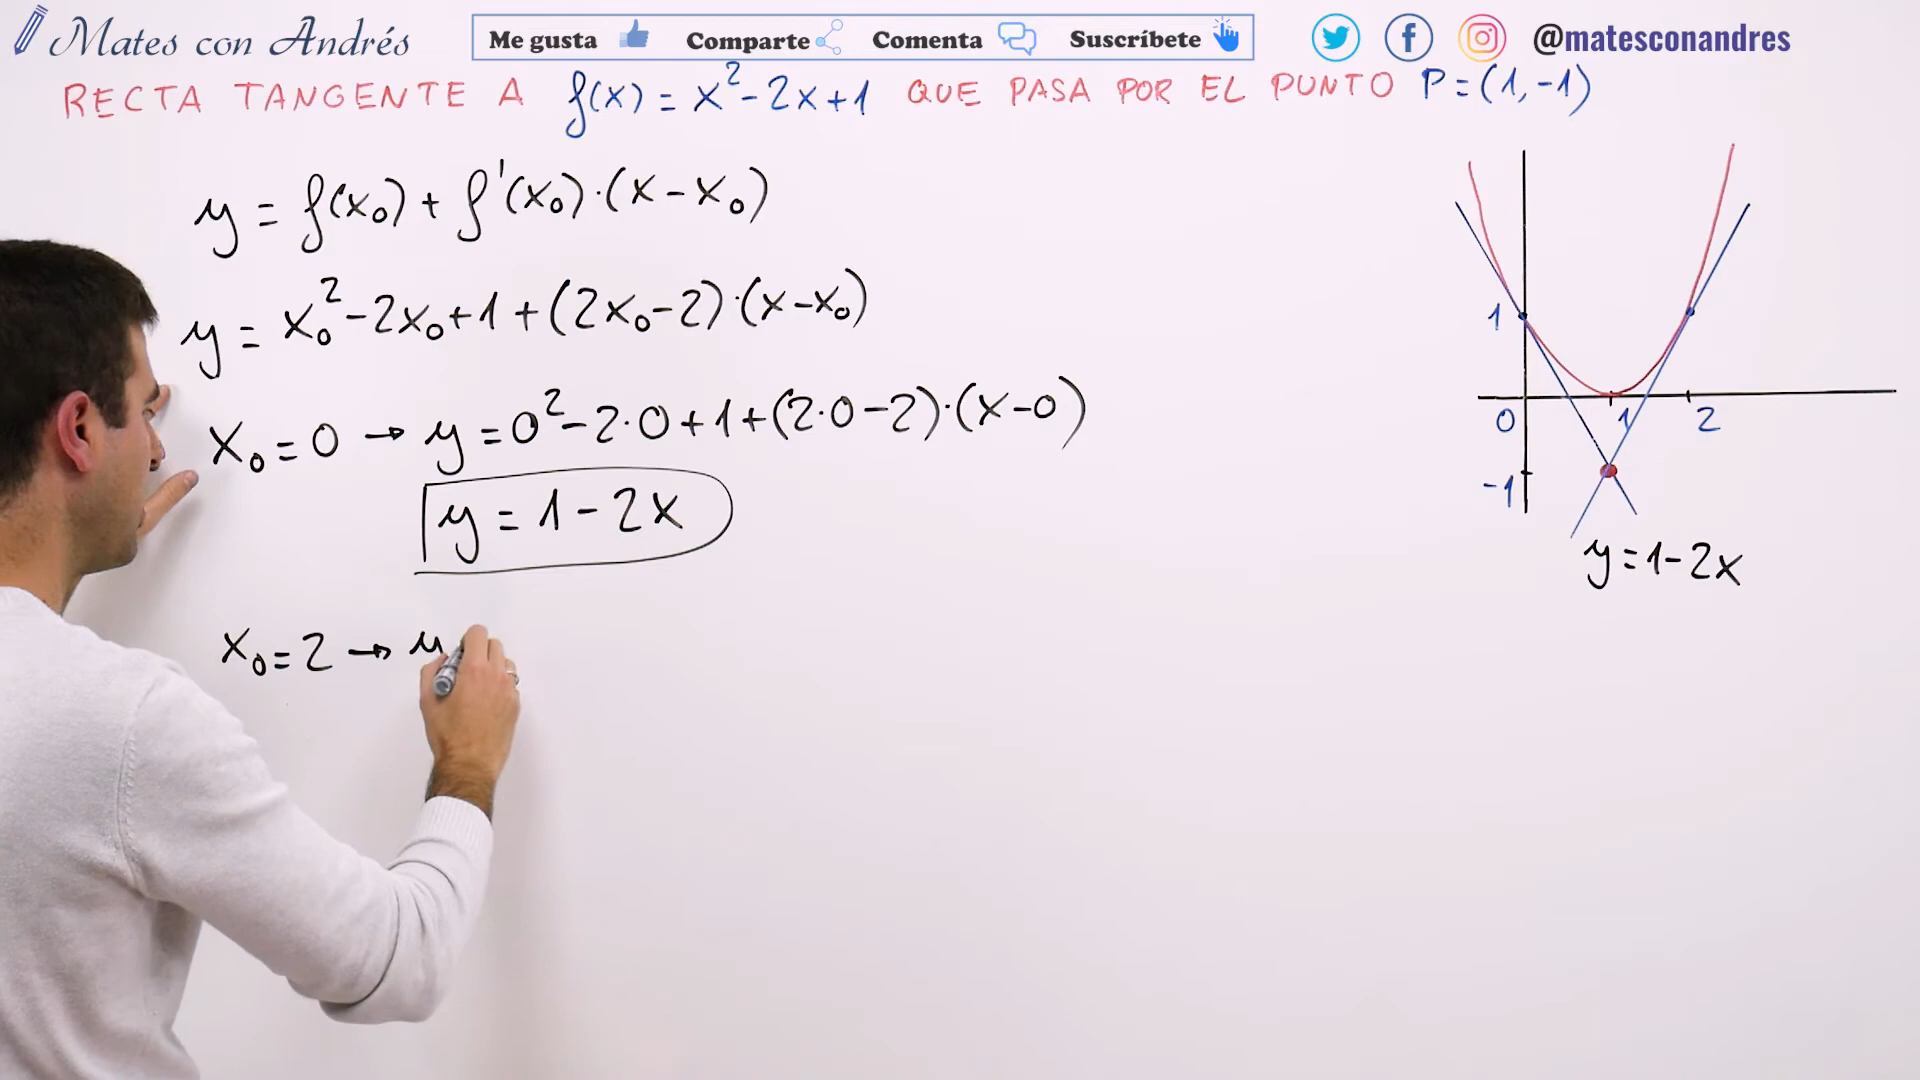 Mates con Andrés
Me gusta Comparte Comenta Suscríbete
@matesconandres
RECTA TANGENTE A f(x) = x²-2x+1 QUE PASA POR EL PUNTO P=(1,-1)
y = f(x₀) + f'(x₀)·(x-x₀)
y = x₀²-2x₀+1+(2x₀-2)·(x-x₀)
x₀=0 → y=0²-2·0+1+(2·0-2)·(x-0)
y = 1-2x
x₀=2 → y
1
0 1 2
-1
y=1-2x